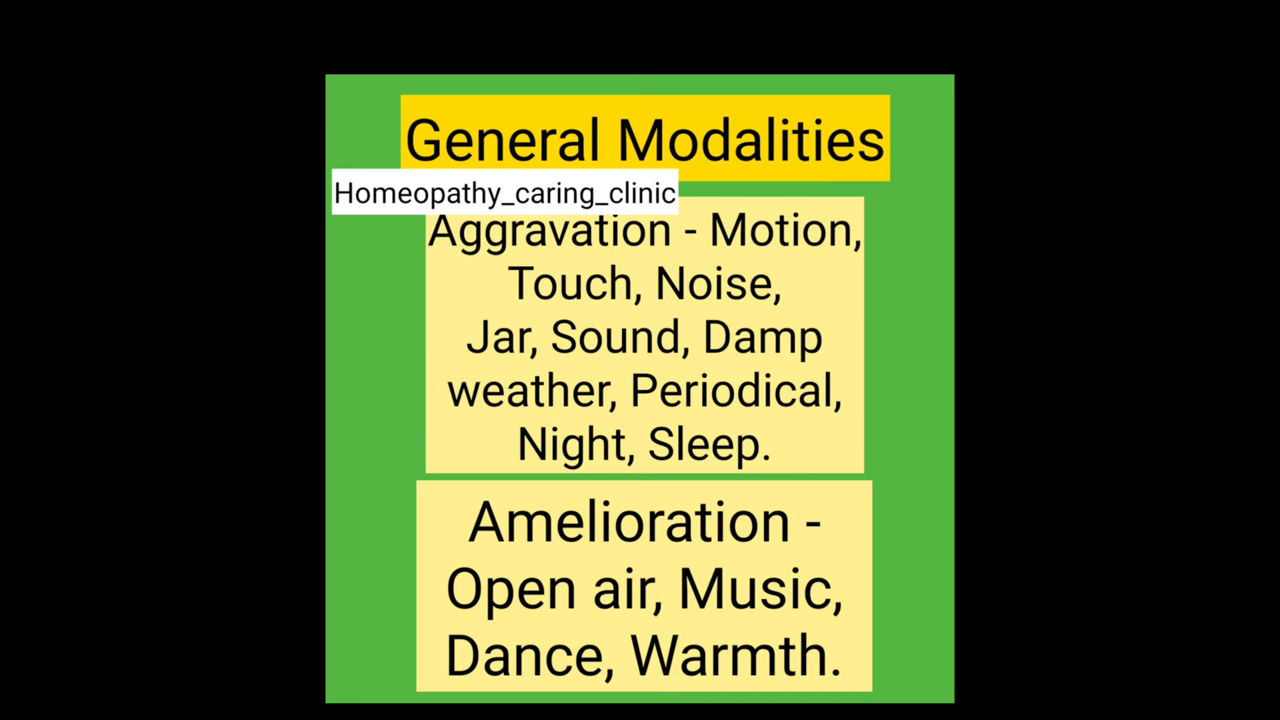 General Modalities
Homeopathy_caring_clinic
Aggravation - Motion,
Touch, Noise,
Jar, Sound, Damp
weather, Periodical,
Night, Sleep.
Amelioration -
Open air, Music,
Dance, Warmth.